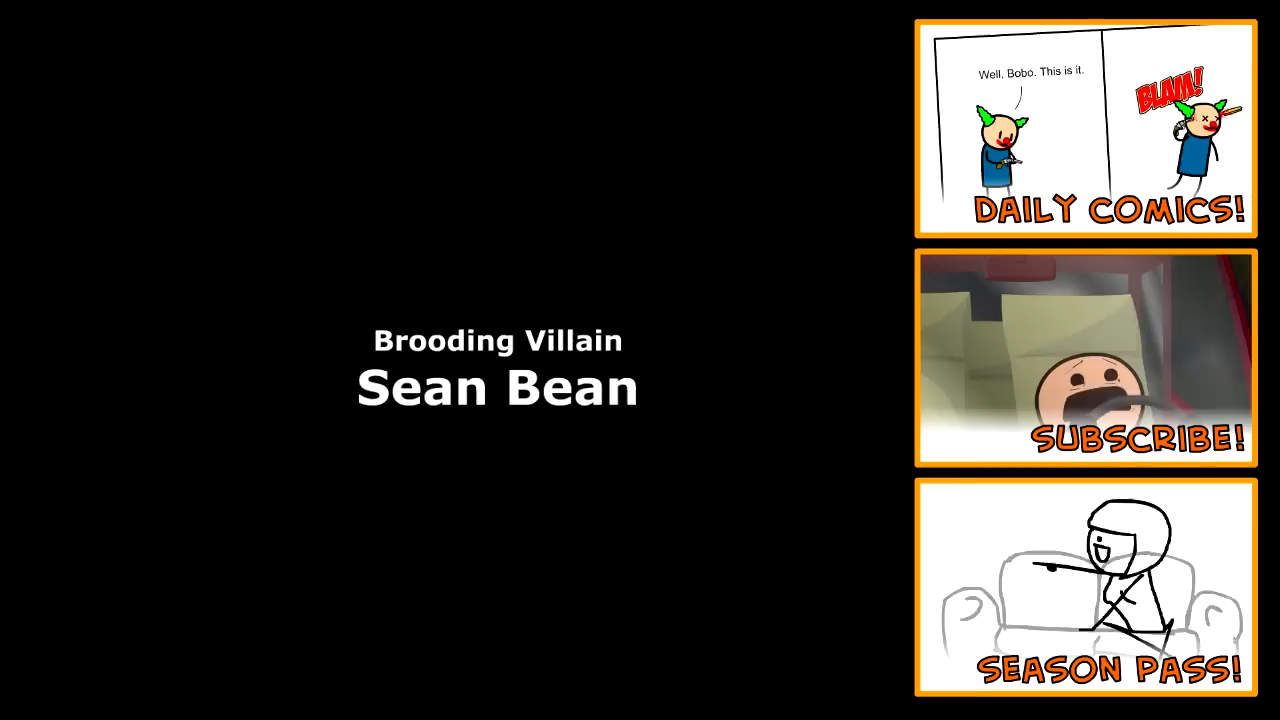 Brooding Villain
Sean Bean
Well, Bobo. This is it.
BLAM!
DAILY COMICS!
SUBSCRIBE!
SEASON PASS!